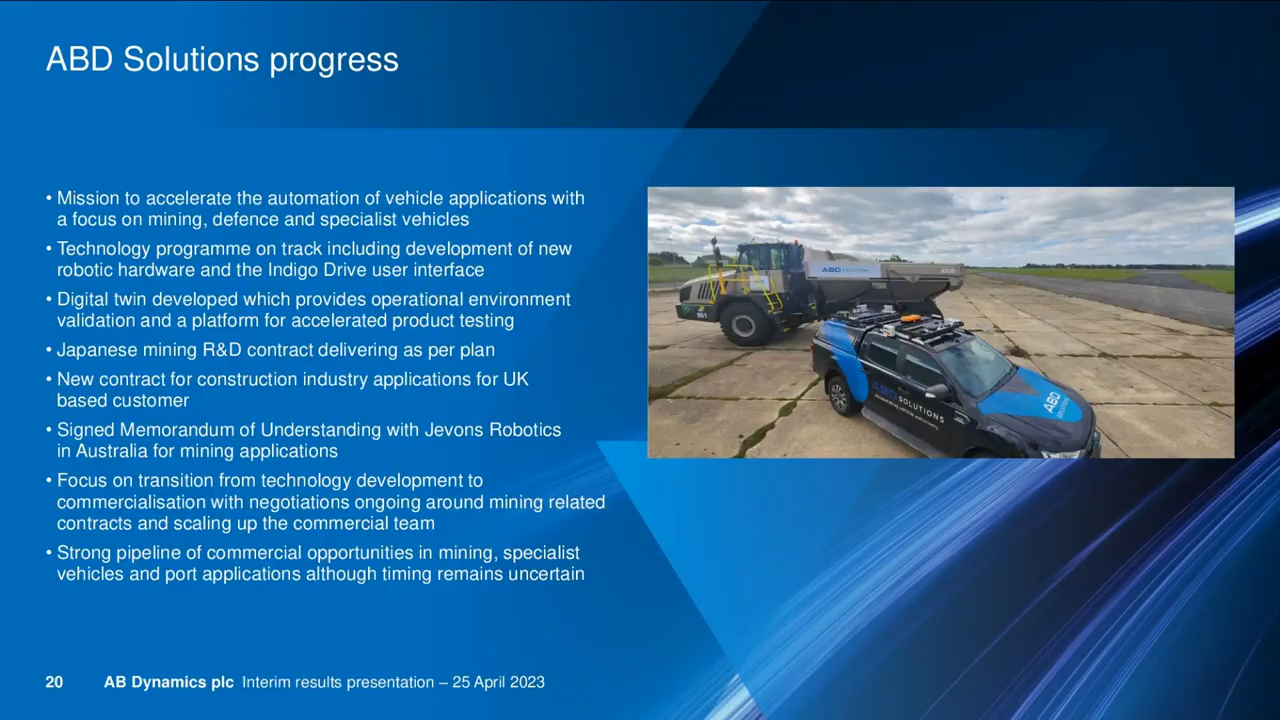 ABD Solutions progress
• Mission to accelerate the automation of vehicle applications with
a focus on mining, defence and specialist vehicles
• Technology programme on track including development of new
robotic hardware and the Indigo Drive user interface
• Digital twin developed which provides operational environment
validation and a platform for accelerated product testing
• Japanese mining R&D contract delivering as per plan
• New contract for construction industry applications for UK
based customer
• Signed Memorandum of Understanding with Jevons Robotics
in Australia for mining applications
• Focus on transition from technology development to
commercialisation with negotiations ongoing around mining related
contracts and scaling up the commercial team
• Strong pipeline of commercial opportunities in mining, specialist
vehicles and port applications although timing remains uncertain
ABD SOLUTIONS
ABD SOLUTIONS
ABD
SOLUTIONS
20 AB Dynamics plc Interim results presentation – 25 April 2023